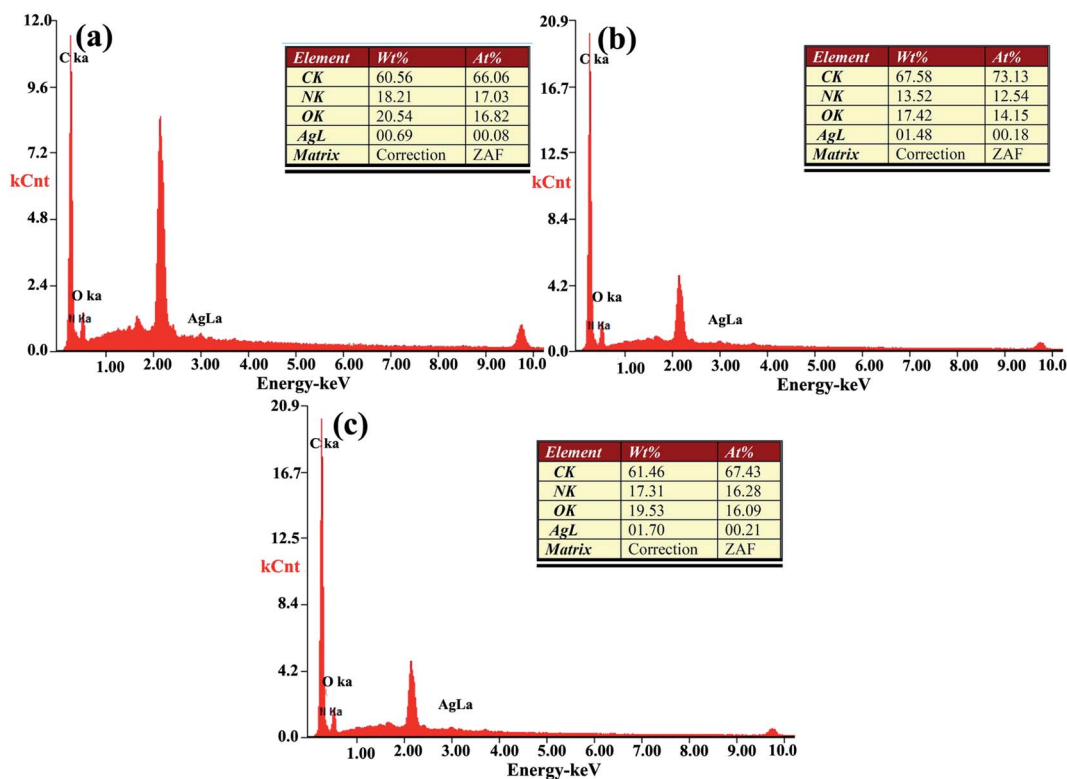 (a)
12.0
9.6
7.2
kCnt
4.8
2.4
0.0
C ka
O ka
N Ka
AgLa
1.00 2.00 3.00 4.00 5.00 6.00 7.00 8.00 9.00 10.0
Energy-keV
Element Wt% At%
CK 60.56 66.06
NK 18.21 17.03
OK 20.54 16.82
AgL 00.69 00.08
Matrix Correction ZAF
(b)
20.9
16.7
12.5
kCnt
8.4
4.2
0.0
C ka
O ka
N Ka
AgLa
1.00 2.00 3.00 4.00 5.00 6.00 7.00 8.00 9.00 10.0
Energy-keV
Element Wt% At%
CK 67.58 73.13
NK 13.52 12.54
OK 17.42 14.15
AgL 01.48 00.18
Matrix Correction ZAF
(c)
20.9
16.7
12.5
kCnt
8.4
4.2
0.0
C ka
O ka
N Ka
AgLa
1.00 2.00 3.00 4.00 5.00 6.00 7.00 8.00 9.00 10.0
Energy-keV
Element Wt% At%
CK 61.46 67.43
NK 17.31 16.28
OK 19.53 16.09
AgL 01.70 00.21
Matrix Correction ZAF